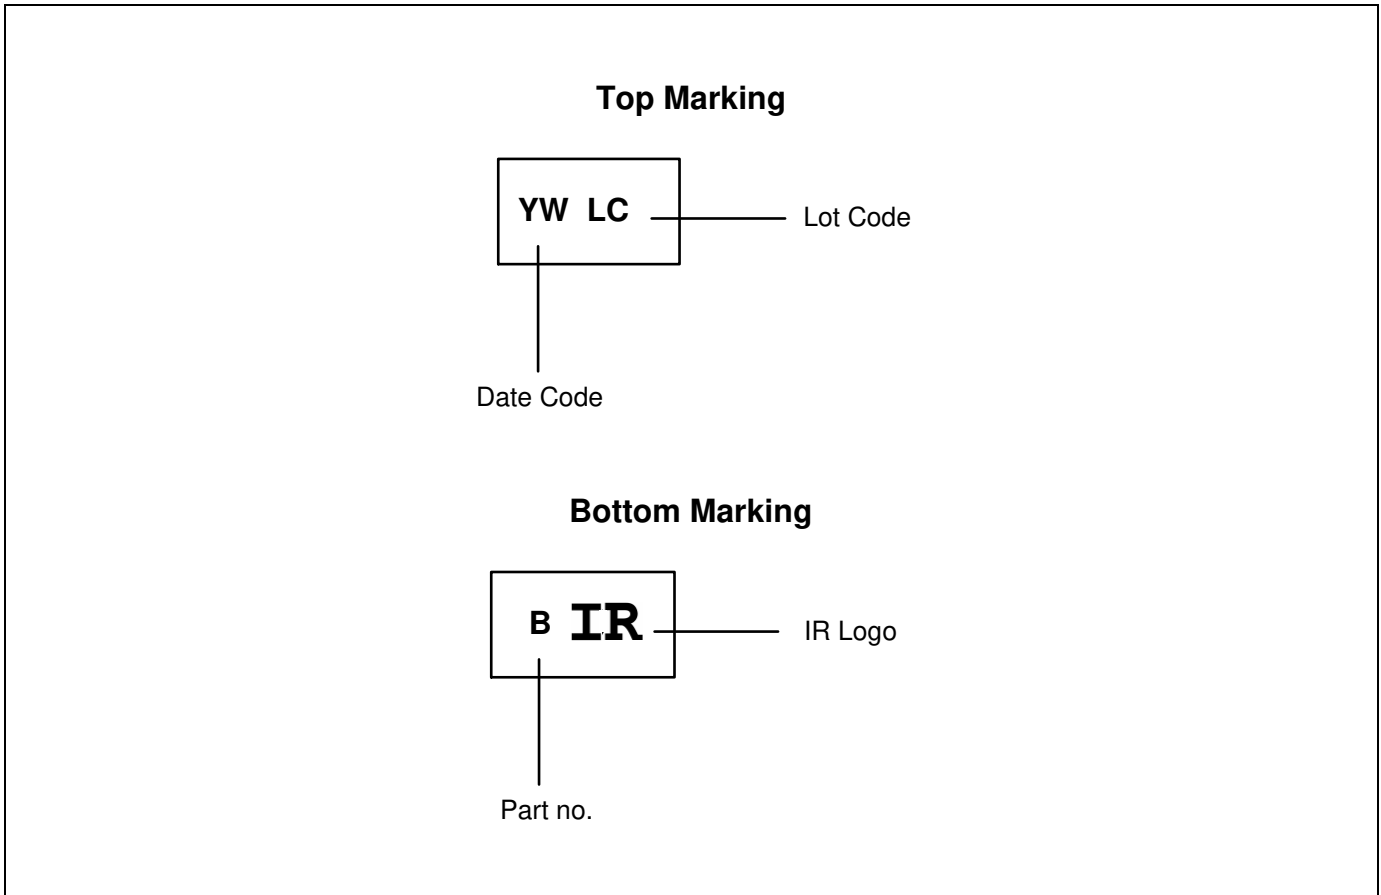 Top Marking
YW LC
Lot Code
Date Code
Bottom Marking
B IR
IR Logo
Part no.